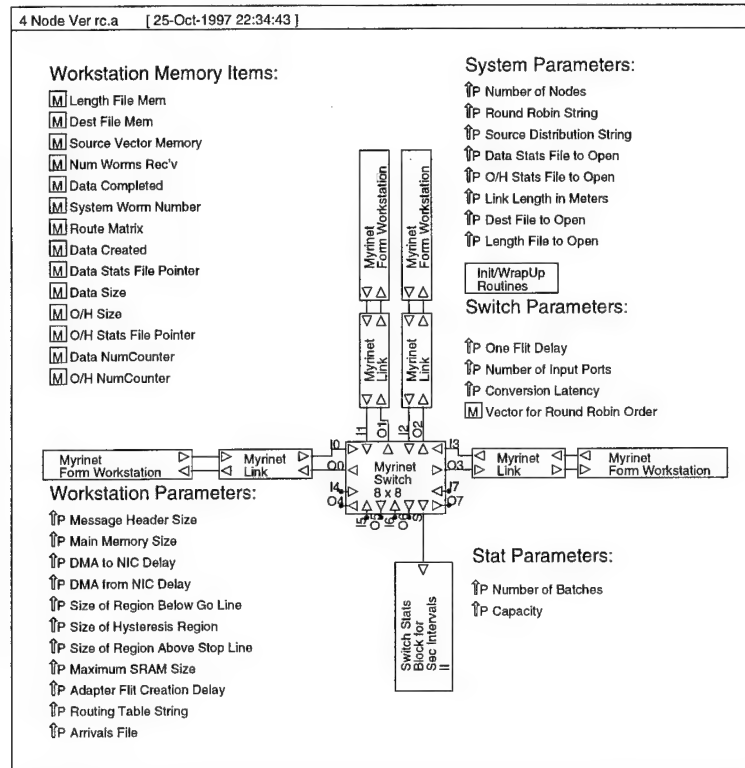 4 Node Ver rc.a [ 25-Oct-1997 22:34:43 ]
Workstation Memory Items:
M Length File Mem
M Dest File Mem
M Source Vector Memory
M Num Worms Rec'v
M Data Completed
M System Worm Number
M Route Matrix
M Data Created
M Data Stats File Pointer
M Data Size
M O/H Size
M O/H Stats File Pointer
M Data NumCounter
M O/H NumCounter
System Parameters:
⇑P Number of Nodes
⇑P Round Robin String
⇑P Source Distribution String
⇑P Data Stats File to Open
⇑P O/H Stats File to Open
⇑P Link Length in Meters
⇑P Dest File to Open
⇑P Length File to Open
Init/WrapUp
Routines
Switch Parameters:
⇑P One Flit Delay
⇑P Number of Input Ports
⇑P Conversion Latency
M Vector for Round Robin Order
Myrinet
Form Workstation
Myrinet
Form Workstation
Myrinet
Link
Myrinet
Link
I1
O1
I2
O2
Myrinet
Form Workstation
Myrinet
Link
I0
O0
I4
O4
Myrinet
Switch
8 x 8
I3
O3
I7
O7
Myrinet
Link
Myrinet
Form Workstation
I5
O5
I6
O6
S
Workstation Parameters:
⇑P Message Header Size
⇑P Main Memory Size
⇑P DMA to NIC Delay
⇑P DMA from NIC Delay
⇑P Size of Region Below Go Line
⇑P Size of Hysteresis Region
⇑P Size of Region Above Stop Line
⇑P Maximum SRAM Size
⇑P Adapter Flit Creation Delay
⇑P Routing Table String
⇑P Arrivals File
Switch Stats
Block for
Sec Intervals
II
Stat Parameters:
⇑P Number of Batches
⇑P Capacity